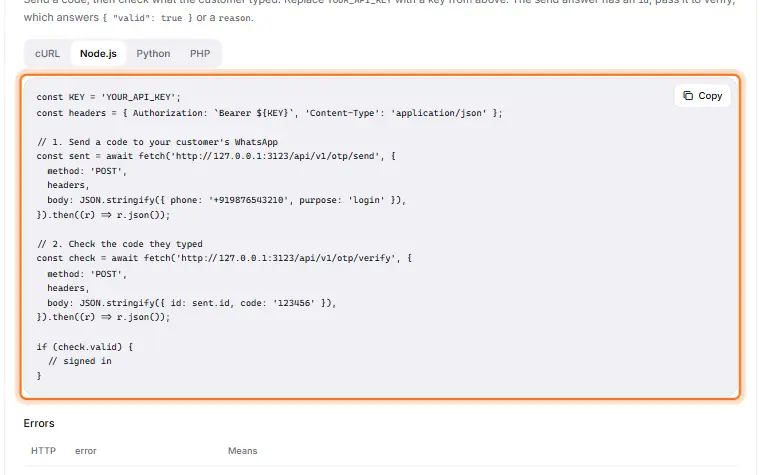 Send a code, then check what the customer typed. Replace YOUR_API_KEY with a key from above. The send answer has an id, pass it to verify,
which answers { "valid": true } or a reason.
cURL Node.js Python PHP
Copy
const KEY = 'YOUR_API_KEY';
const headers = { Authorization: `Bearer ${KEY}`, 'Content-Type': 'application/json' };
// 1. Send a code to your customer's WhatsApp
const sent = await fetch('http://127.0.0.1:3123/api/v1/otp/send', {
  method: 'POST',
  headers,
  body: JSON.stringify({ phone: '+919876543210', purpose: 'login' }),
}).then((r) => r.json());
// 2. Check the code they typed
const check = await fetch('http://127.0.0.1:3123/api/v1/otp/verify', {
  method: 'POST',
  headers,
  body: JSON.stringify({ id: sent.id, code: '123456' }),
}).then((r) => r.json());
if (check.valid) {
  // signed in
}
Errors
HTTP error Means